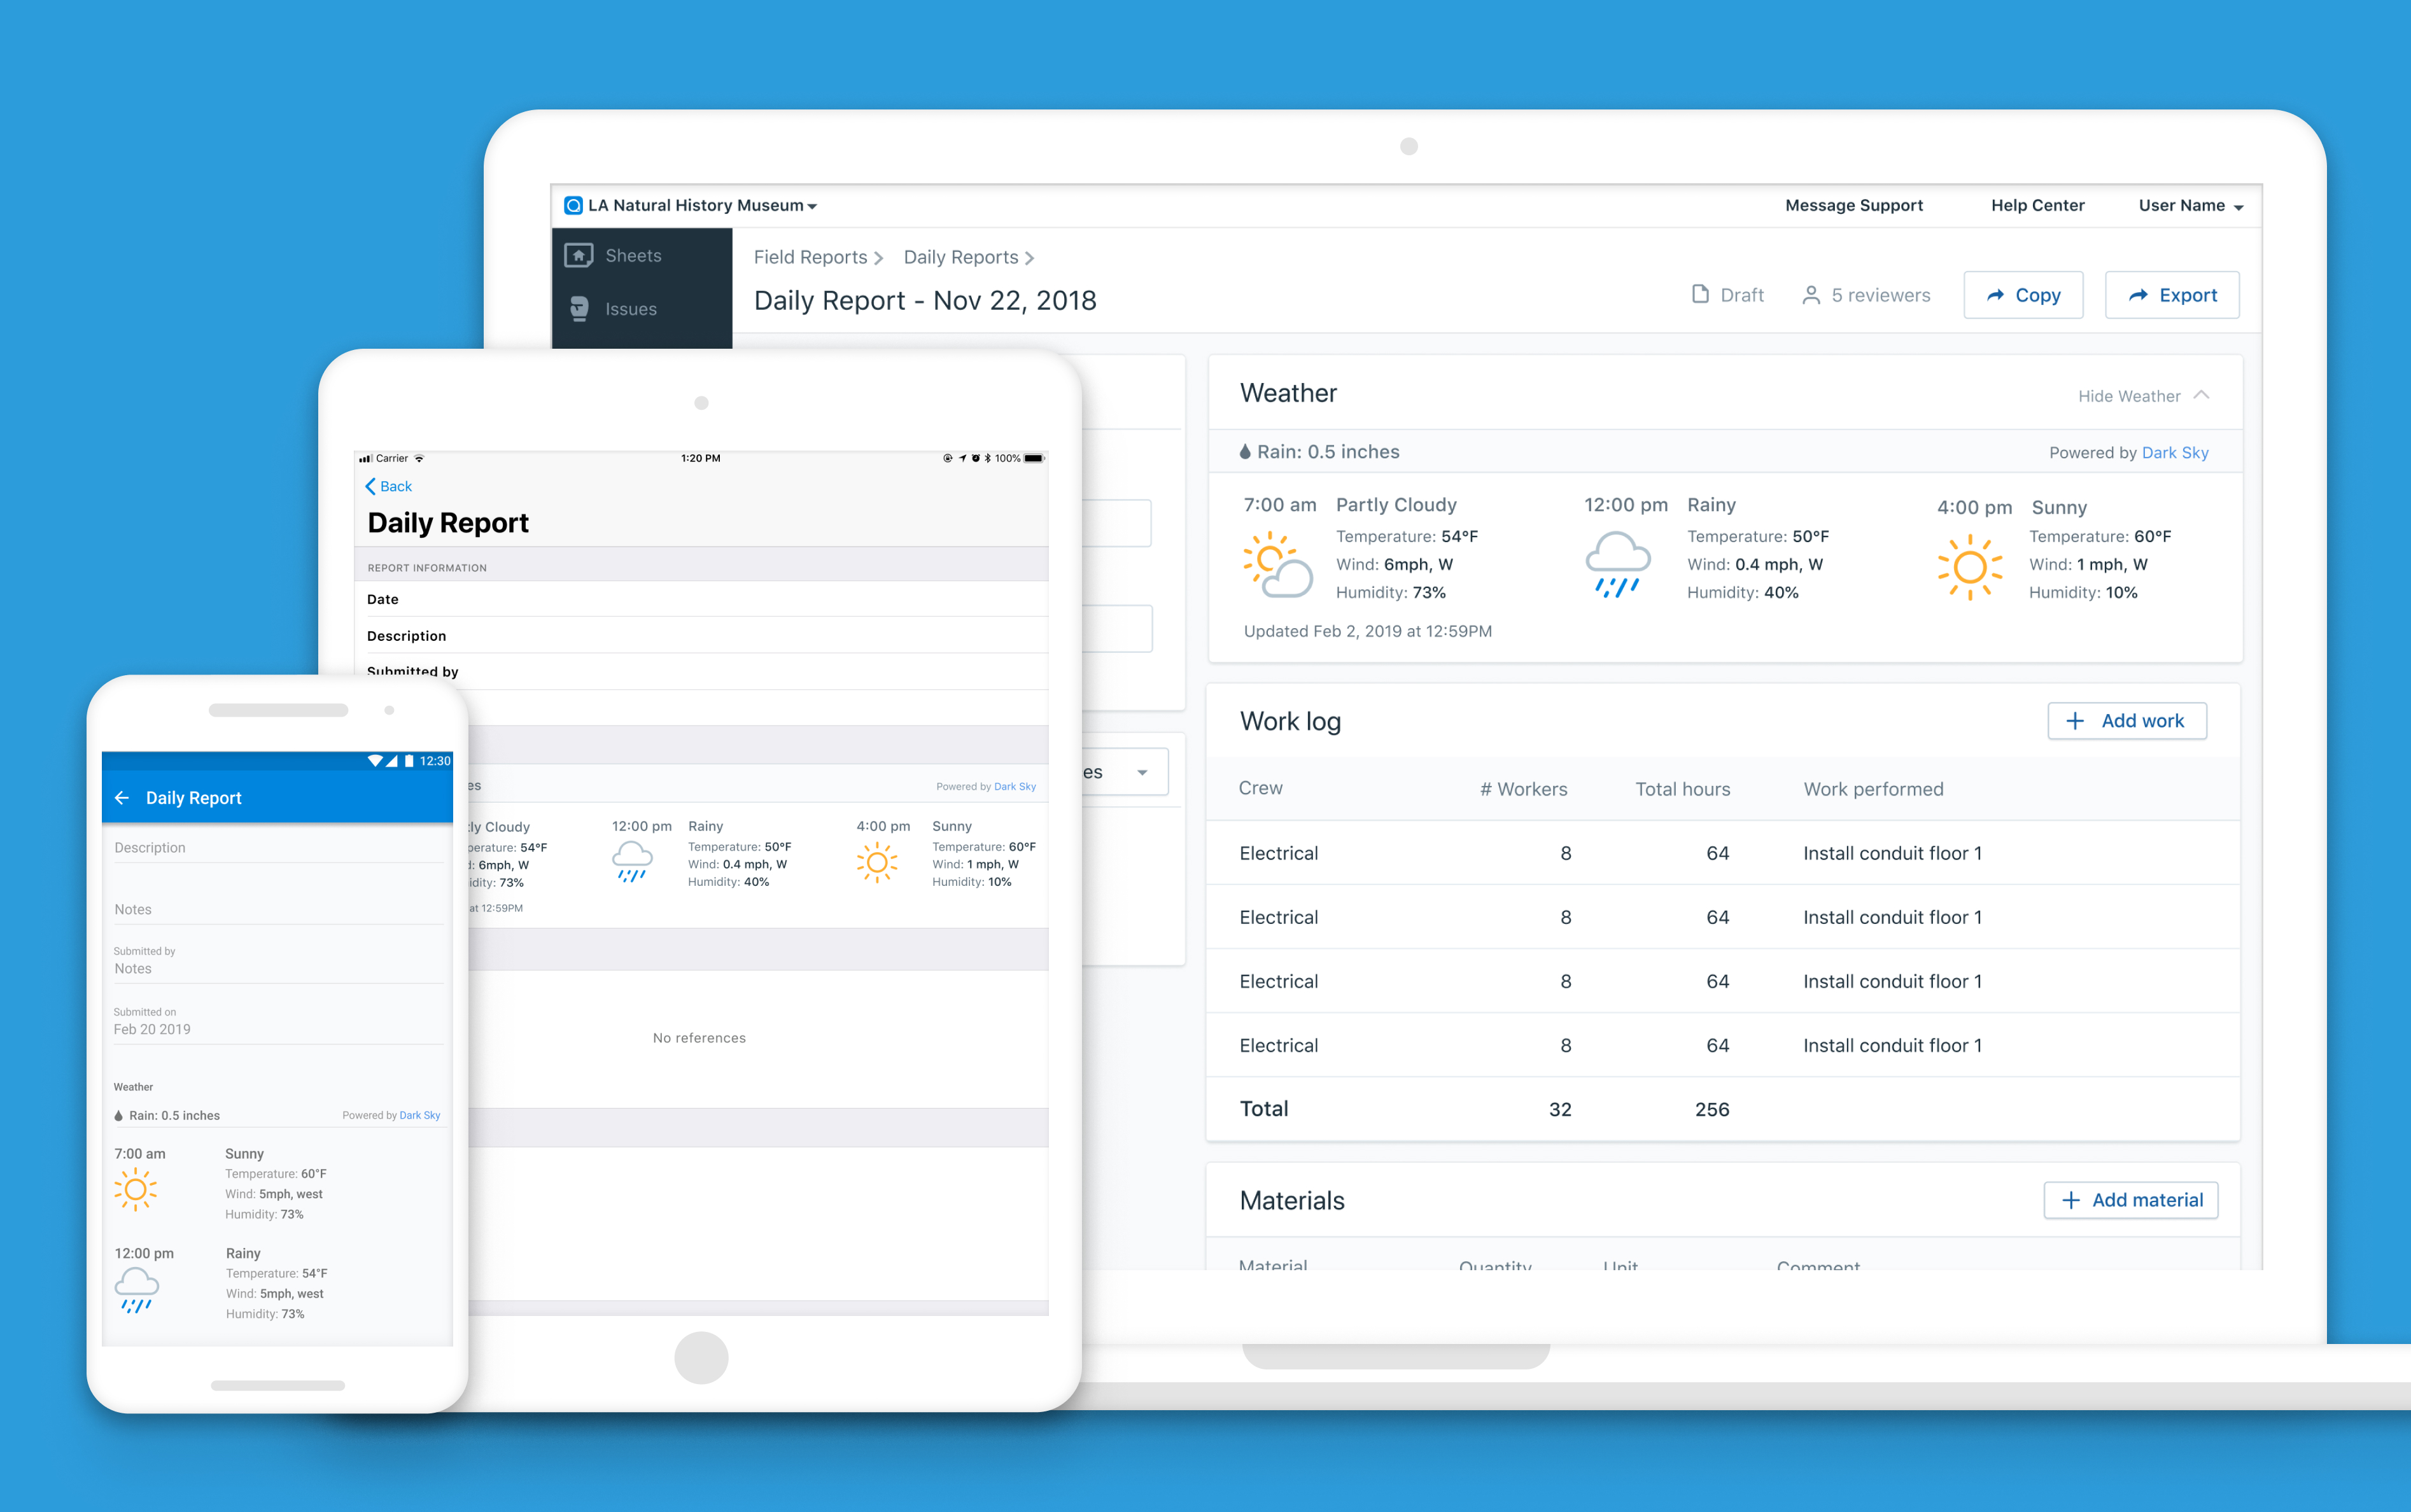 LA Natural History Museum
Message Support
Help Center
User Name
Sheets
Issues
Field Reports
Daily Reports
Daily Report - Nov 22, 2018
Draft
5 reviewers
Copy
Export
Weather
Hide Weather
Rain: 0.5 inches
Powered by Dark Sky
7:00 am Partly Cloudy
Temperature: 54°F
Wind: 6mph, W
Humidity: 73%
12:00 pm Rainy
Temperature: 50°F
Wind: 0.4 mph, W
Humidity: 40%
4:00 pm Sunny
Temperature: 60°F
Wind: 1 mph, W
Humidity: 10%
Updated Feb 2, 2019 at 12:59PM
Work log
Add work
Crew # Workers Total hours Work performed
Electrical 8 64 Install conduit floor 1
Electrical 8 64 Install conduit floor 1
Electrical 8 64 Install conduit floor 1
Electrical 8 64 Install conduit floor 1
Total 32 256
Materials
Add material
Material Quantity Unit Comment
Carrier 1:20 PM 100%
Back
Daily Report
REPORT INFORMATION
Date
Description
Submitted by
Powered by Dark Sky
Cloudy
54°F
6mph, W
73%
at 12:59PM
12:00 pm Rainy
Temperature: 50°F
Wind: 0.4 mph, W
Humidity: 40%
4:00 pm Sunny
Temperature: 60°F
Wind: 1 mph, W
Humidity: 10%
No references
12:30
Daily Report
Description
Notes
Submitted by
Notes
Submitted on
Feb 20 2019
Weather
Rain: 0.5 inches
Powered by Dark Sky
7:00 am Sunny
Temperature: 60°F
Wind: 5mph, west
Humidity: 73%
12:00 pm Rainy
Temperature: 54°F
Wind: 5mph, west
Humidity: 73%